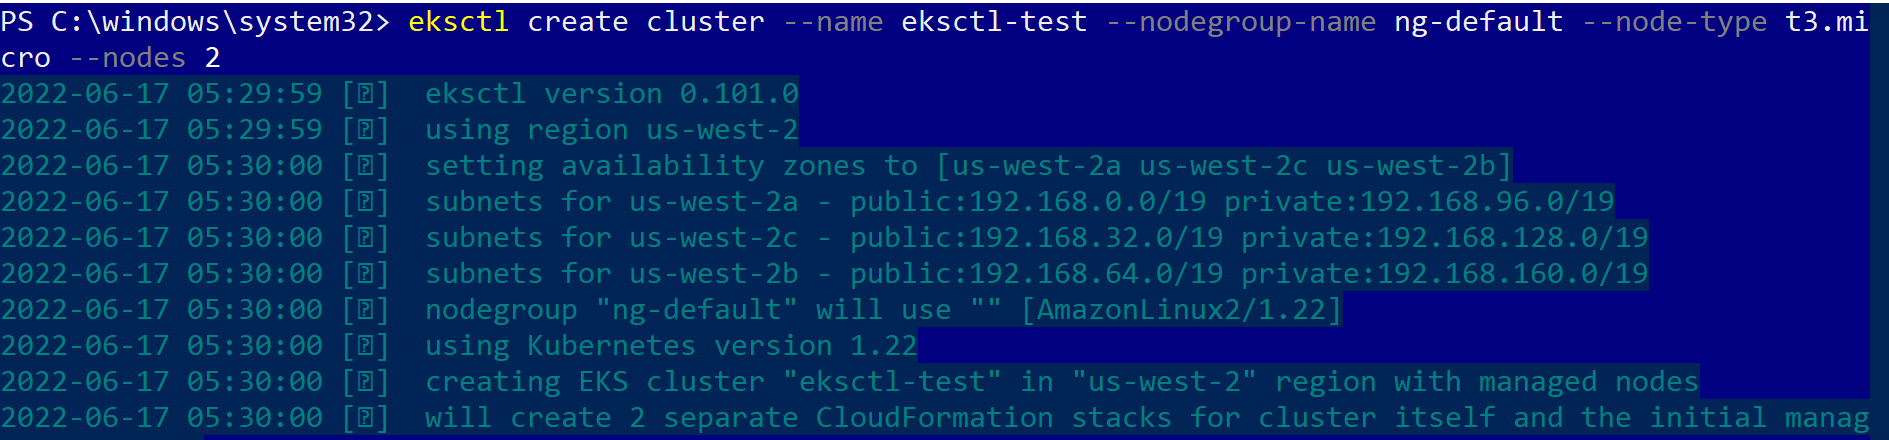 PS C:\windows\system32> eksctl create cluster --name eksctl-test --nodegroup-name ng-default --node-type t3.mi
cro --nodes 2
2022-06-17 05:29:59 [⍰]  eksctl version 0.101.0
2022-06-17 05:29:59 [⍰]  using region us-west-2
2022-06-17 05:30:00 [⍰]  setting availability zones to [us-west-2a us-west-2c us-west-2b]
2022-06-17 05:30:00 [⍰]  subnets for us-west-2a - public:192.168.0.0/19 private:192.168.96.0/19
2022-06-17 05:30:00 [⍰]  subnets for us-west-2c - public:192.168.32.0/19 private:192.168.128.0/19
2022-06-17 05:30:00 [⍰]  subnets for us-west-2b - public:192.168.64.0/19 private:192.168.160.0/19
2022-06-17 05:30:00 [⍰]  nodegroup "ng-default" will use "" [AmazonLinux2/1.22]
2022-06-17 05:30:00 [⍰]  using Kubernetes version 1.22
2022-06-17 05:30:00 [⍰]  creating EKS cluster "eksctl-test" in "us-west-2" region with managed nodes
2022-06-17 05:30:00 [⍰]  will create 2 separate CloudFormation stacks for cluster itself and the initial manag